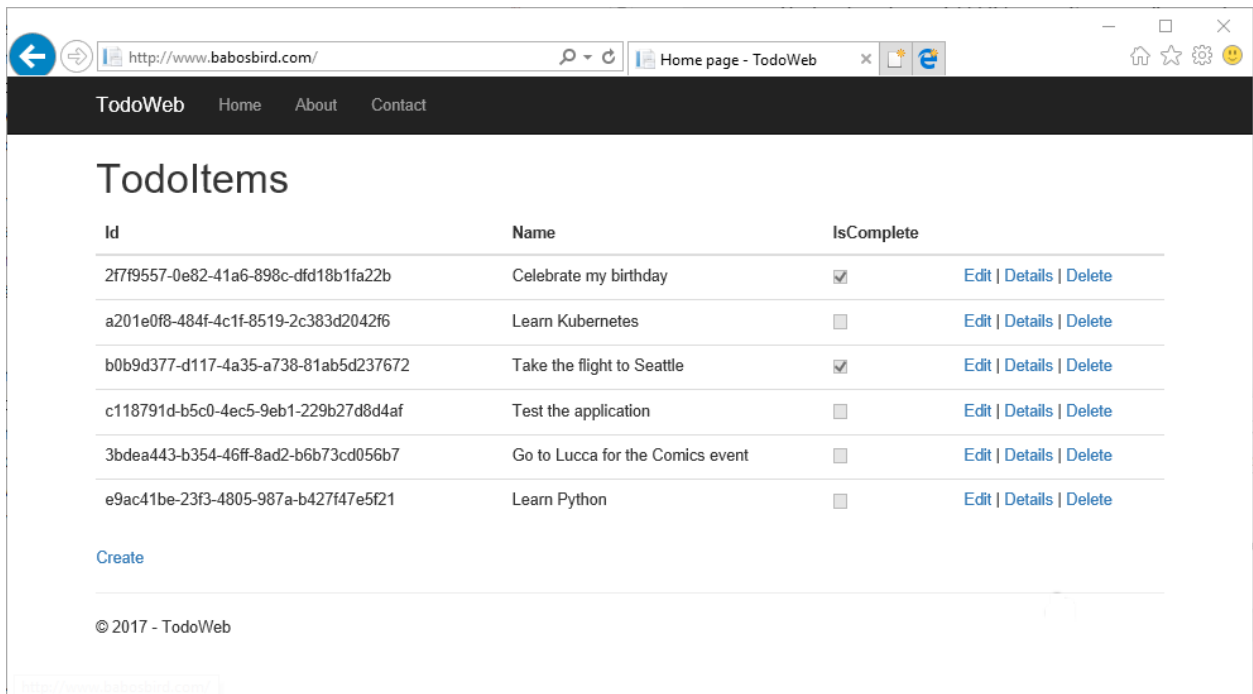 http://www.babosbird.com/ Home page - TodoWeb
TodoWeb Home About Contact
TodoItems
Id Name IsComplete
2f7f9557-0e82-41a6-898c-dfd18b1fa22b Celebrate my birthday Edit | Details | Delete
a201e0f8-484f-4c1f-8519-2c383d2042f6 Learn Kubernetes Edit | Details | Delete
b0b9d377-d117-4a35-a738-81ab5d237672 Take the flight to Seattle Edit | Details | Delete
c118791d-b5c0-4ec5-9eb1-229b27d8d4af Test the application Edit | Details | Delete
3bdea443-b354-46ff-8ad2-b6b73cd056b7 Go to Lucca for the Comics event Edit | Details | Delete
e9ac41be-23f3-4805-987a-b427f47e5f21 Learn Python Edit | Details | Delete
Create
© 2017 - TodoWeb
http://www.babosbird.com/